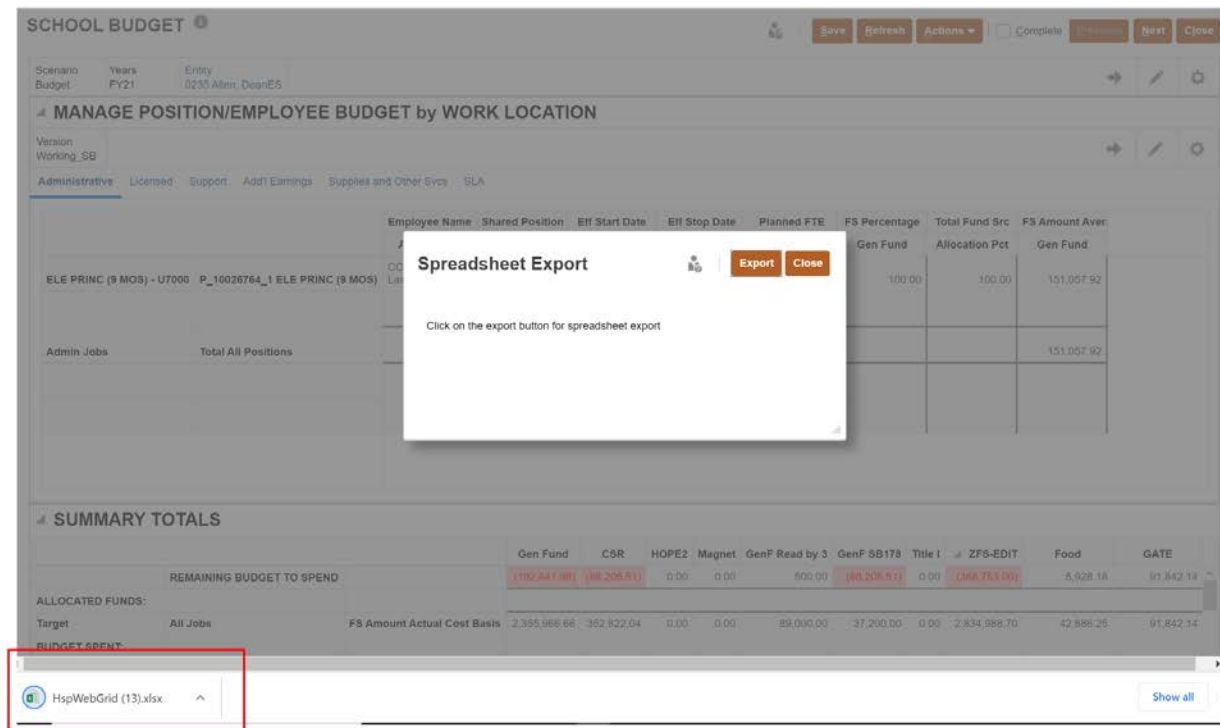 SCHOOL BUDGET
Save Refresh Actions Complete Previous Next Close
Scenario Years Entity
Budget FY21 0235 Allen, DeanES
MANAGE POSITION/EMPLOYEE BUDGET by WORK LOCATION
Version
Working_SB
Administrative Licensed Support Add'l Earnings Supplies and Other Svcs SLA
Employee Name Shared Position Eff Start Date Eff Stop Date Planned FTE FS Percentage Total Fund Src FS Amount Aver
Gen Fund Allocation Pct Gen Fund
ELE PRINC (9 MOS) - U7000 P_10026764_1 ELE PRINC (9 MOS) 100.00 100.00 151,057.92
Admin Jobs Total All Positions 151,057.92
Spreadsheet Export Export Close
Click on the export button for spreadsheet export
SUMMARY TOTALS
Gen Fund CSR HOPE2 Magnet GenF Read by 3 GenF SB178 Title I ZFS-EDIT Food GATE
REMAINING BUDGET TO SPEND 0.00 0.00 600.00 0.00 5,928.18 91,842.14
ALLOCATED FUNDS:
Target All Jobs FS Amount Actual Cost Basis 0.00 0.00 89,000.00 37,200.00 0.00 2,834,988.70 42,886.25 91,842.14
BUDGET SPENT:
HspWebGrid (13).xlsx Show all